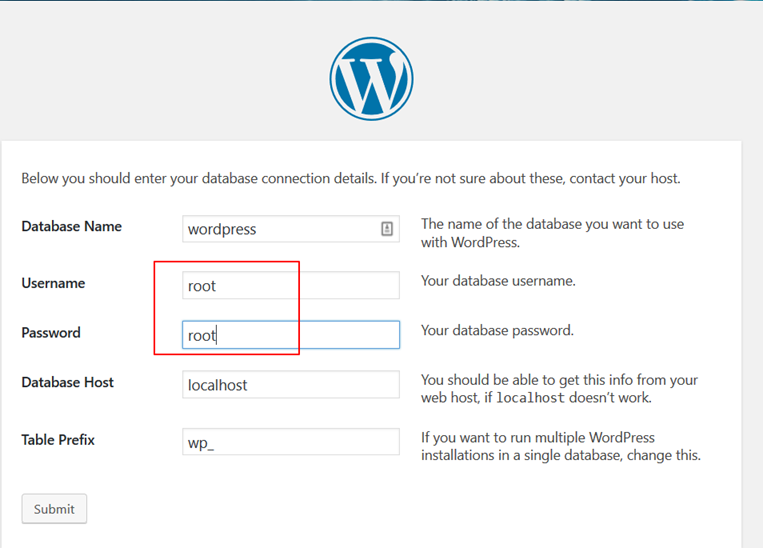 Below you should enter your database connection details. If you’re not sure about these, contact your host.
Database Name
wordpress
The name of the database you want to use
with WordPress.
Username
root
Your database username.
Password
root
Your database password.
Database Host
localhost
You should be able to get this info from your
web host, if localhost doesn’t work.
Table Prefix
wp_
If you want to run multiple WordPress
installations in a single database, change this.
Submit